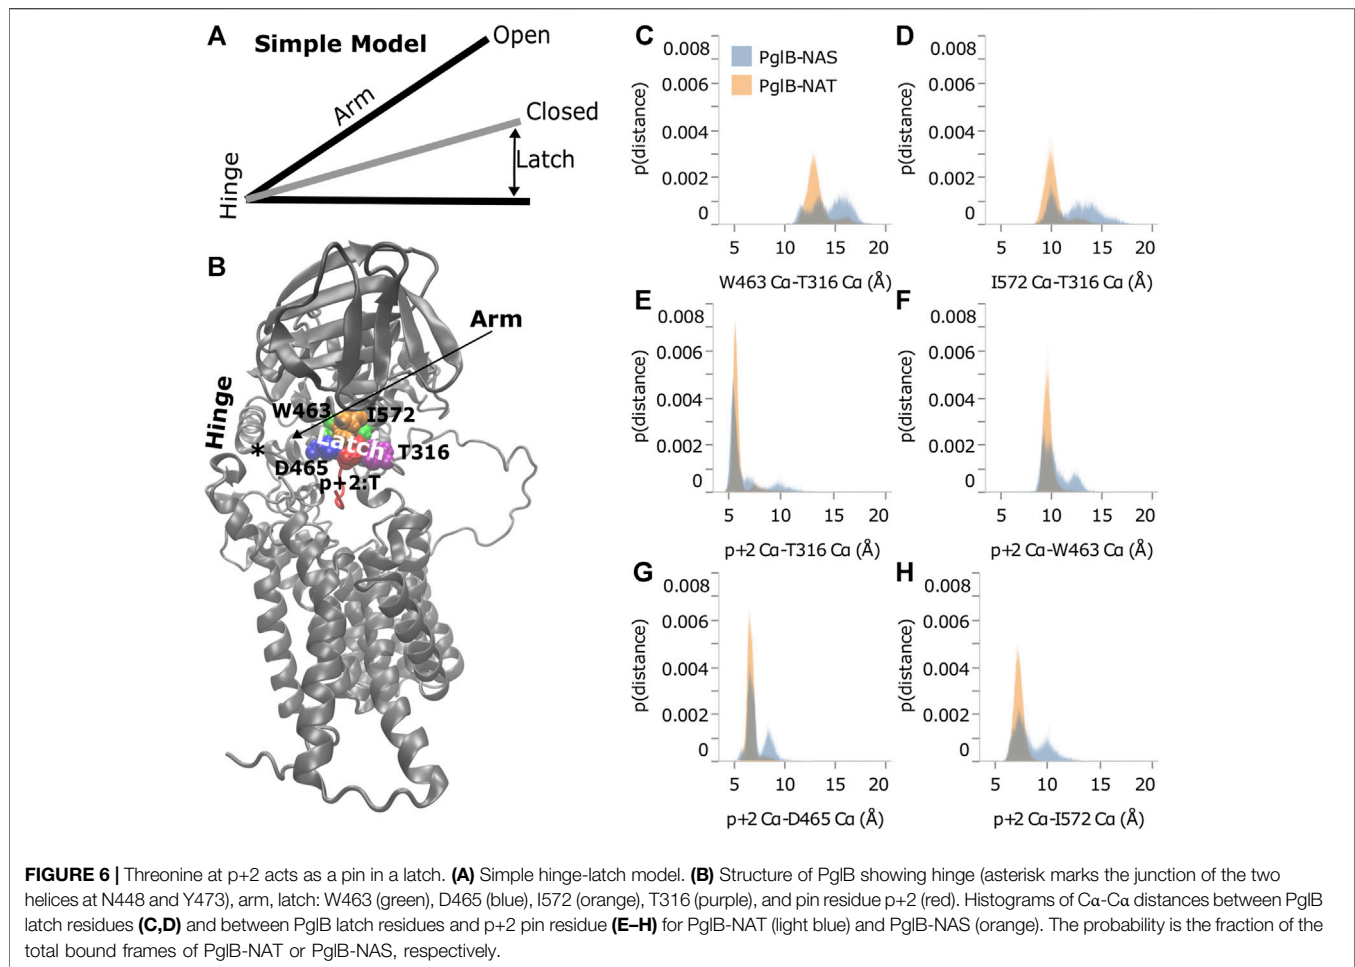 A
Simple Model
Open
Arm
Closed
Latch
Hinge
B
Arm
Hinge
W463
I572
Latch
*
D465
T316
p+2:T
C
0.008
0.006
0.004
0.002
0
p(distance)
PglB-NAS
PglB-NAT
5 10 15 20
W463 Cα-T316 Cα (Å)
D
0.008
0.006
0.004
0.002
0
p(distance)
5 10 15 20
I572 Cα-T316 Cα (Å)
E
0.008
0.006
0.004
0.002
0
p(distance)
5 10 15 20
p+2 Cα-T316 Cα (Å)
F
0.008
0.006
0.004
0.002
0
p(distance)
5 10 15 20
p+2 Cα-W463 Cα (Å)
G
0.008
0.006
0.004
0.002
0
p(distance)
5 10 15 20
p+2 Cα-D465 Cα (Å)
H
0.008
0.006
0.004
0.002
0
p(distance)
5 10 15 20
p+2 Cα-I572 Cα (Å)
FIGURE 6 | Threonine at p+2 acts as a pin in a latch. (A) Simple hinge-latch model. (B) Structure of PglB showing hinge (asterisk marks the junction of the two
helices at N448 and Y473), arm, latch: W463 (green), D465 (blue), I572 (orange), T316 (purple), and pin residue p+2 (red). Histograms of Cα-Cα distances between PglB
latch residues (C,D) and between PglB latch residues and p+2 pin residue (E–H) for PglB-NAT (light blue) and PglB-NAS (orange). The probability is the fraction of the
total bound frames of PglB-NAT or PglB-NAS, respectively.